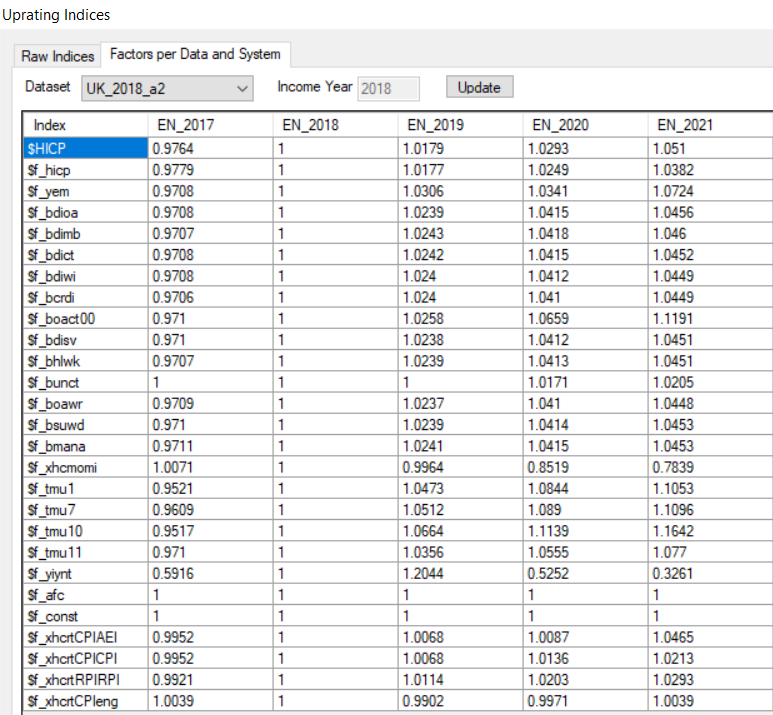 Uprating Indices
Raw Indices Factors per Data and System
Dataset UK_2018_a2 Income Year 2018 Update
Index EN_2017 EN_2018 EN_2019 EN_2020 EN_2021
$HICP 0.9764 1 1.0179 1.0293 1.051
$f_hicp 0.9779 1 1.0177 1.0249 1.0382
$f_yem 0.9708 1 1.0306 1.0341 1.0724
$f_bdioa 0.9708 1 1.0239 1.0415 1.0456
$f_bdimb 0.9707 1 1.0243 1.0418 1.046
$f_bdict 0.9708 1 1.0242 1.0415 1.0452
$f_bdiwi 0.9708 1 1.024 1.0412 1.0449
$f_bcrdi 0.9706 1 1.024 1.041 1.0449
$f_boact00 0.971 1 1.0258 1.0659 1.1191
$f_bdisv 0.971 1 1.0238 1.0412 1.0451
$f_bhlwk 0.9707 1 1.0239 1.0413 1.0451
$f_bunct 1 1 1 1.0171 1.0205
$f_boawr 0.9709 1 1.0237 1.041 1.0448
$f_bsuwd 0.971 1 1.0239 1.0414 1.0453
$f_bmana 0.9711 1 1.0241 1.0415 1.0453
$f_xhcmomi 1.0071 1 0.9964 0.8519 0.7839
$f_tmu1 0.9521 1 1.0473 1.0844 1.1053
$f_tmu7 0.9609 1 1.0512 1.089 1.1096
$f_tmu10 0.9517 1 1.0664 1.1139 1.1642
$f_tmu11 0.971 1 1.0356 1.0555 1.077
$f_yiynt 0.5916 1 1.2044 0.5252 0.3261
$f_afc 1 1 1 1 1
$f_const 1 1 1 1 1
$f_xhcrtCPIAEI 0.9952 1 1.0068 1.0087 1.0465
$f_xhcrtCPICPI 0.9952 1 1.0068 1.0136 1.0213
$f_xhcrtRPIRPI 0.9921 1 1.0114 1.0203 1.0293
$f_xhcrtCPIeng 1.0039 1 0.9902 0.9971 1.0039